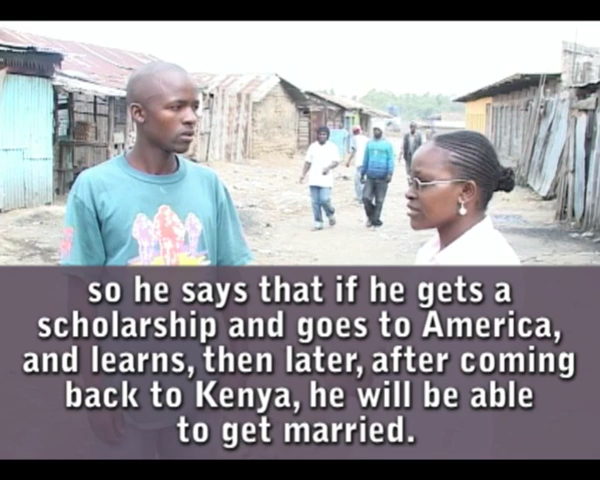 so he says that if he gets a
scholarship and goes to America,
and learns, then later, after coming
back to Kenya, he will be able
to get married.